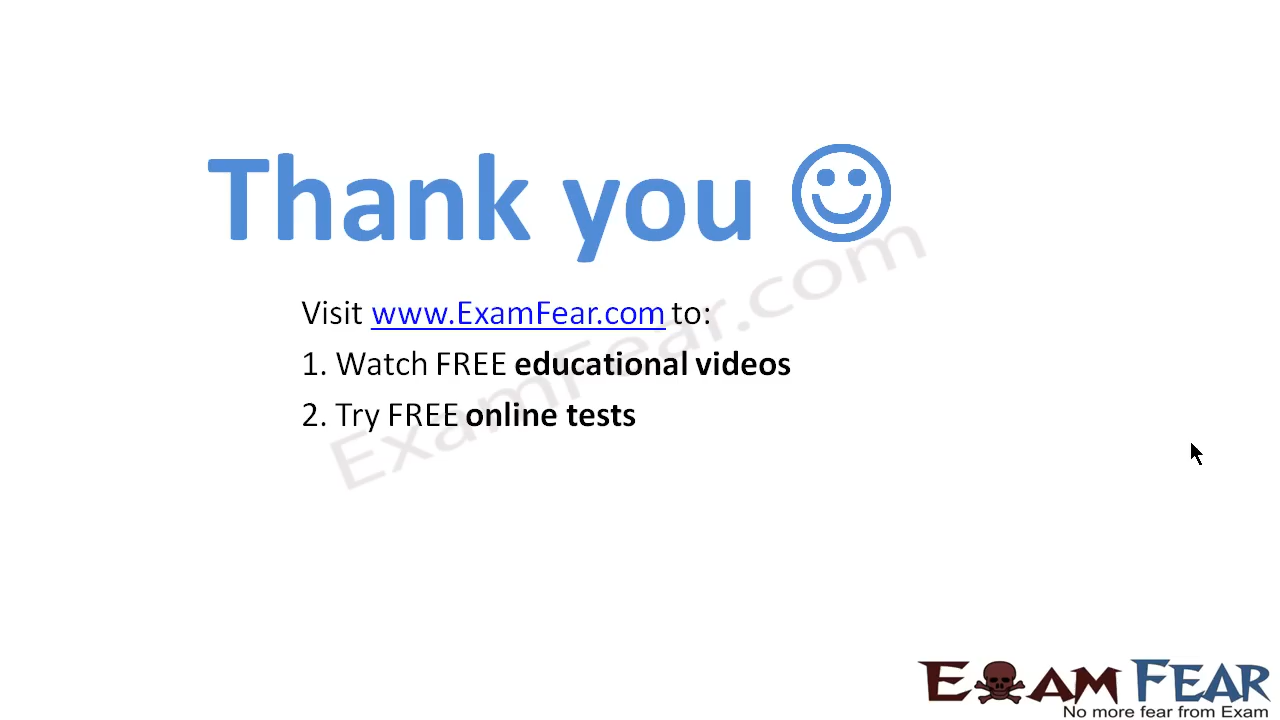 Thank you ☺
Visit www.ExamFear.com to:
1. Watch FREE educational videos
2. Try FREE online tests
ExamFear.com
EXAM FEAR
No more fear from Exam